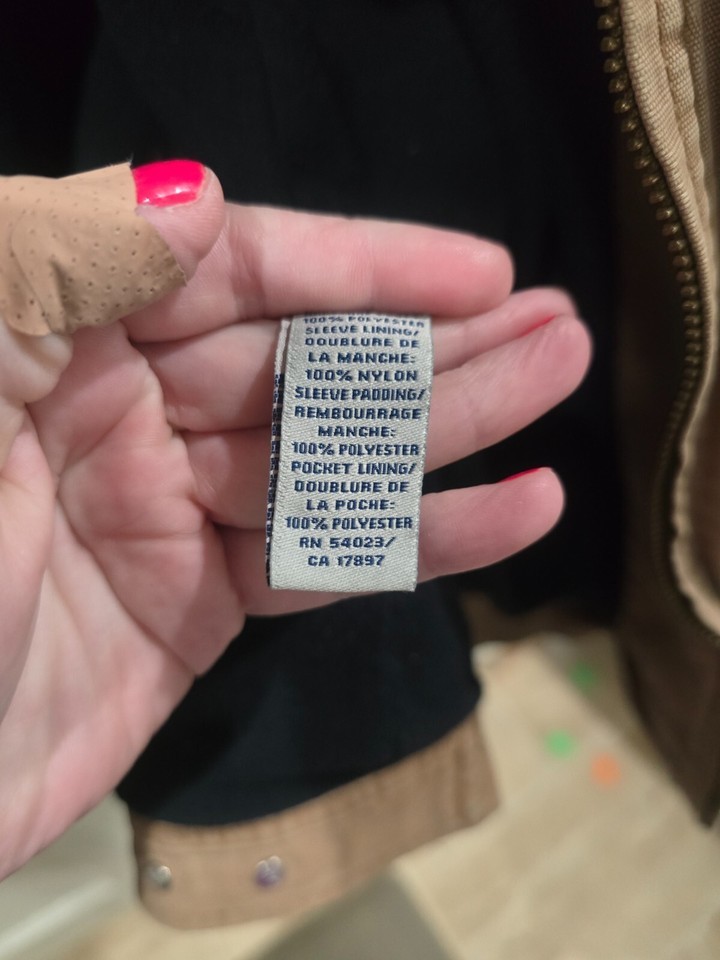 100% POLYESTER
SLEEVE LINING/
DOUBLURE DE
LA MANCHE:
100% NYLON
SLEEVE PADDING/
REMBOURRAGE
MANCHE:
100% POLYESTER
POCKET LINING/
DOUBLURE DE
LA POCHE:
100% POLYESTER
RN 54023/
CA 17897